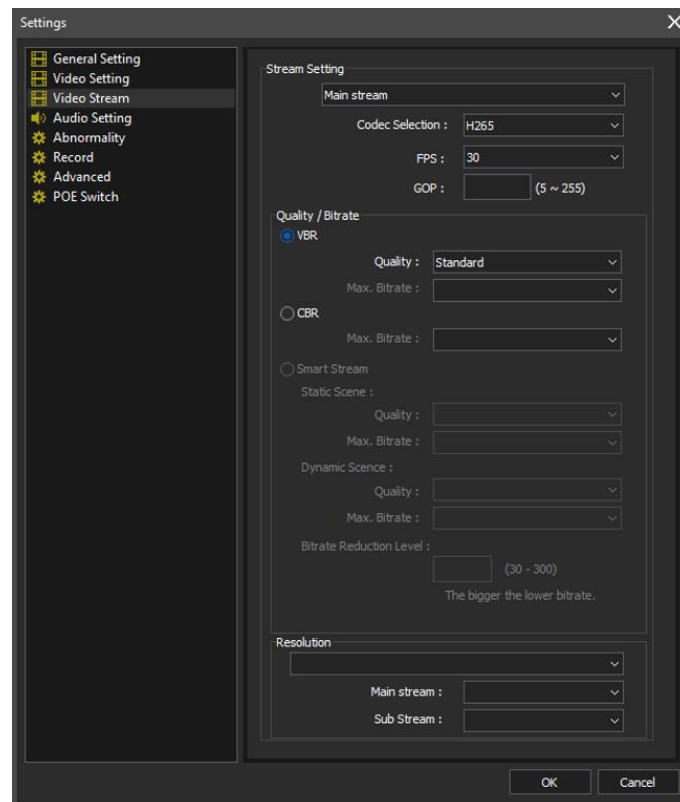 Settings
General Setting
Video Setting
Video Stream
Audio Setting
Abnormality
Record
Advanced
POE Switch
Stream Setting
Main stream
Codec Selection : H265
FPS : 30
GOP : (5 ~ 255)
Quality / Bitrate
VBR
Quality : Standard
Max. Bitrate :
CBR
Max. Bitrate :
Smart Stream
Static Scene :
Quality :
Max. Bitrate :
Dynamic Scence :
Quality :
Max. Bitrate :
Bitrate Reduction Level :
(30 - 300)
The bigger the lower bitrate.
Resolution
Main stream :
Sub Stream :
OK Cancel